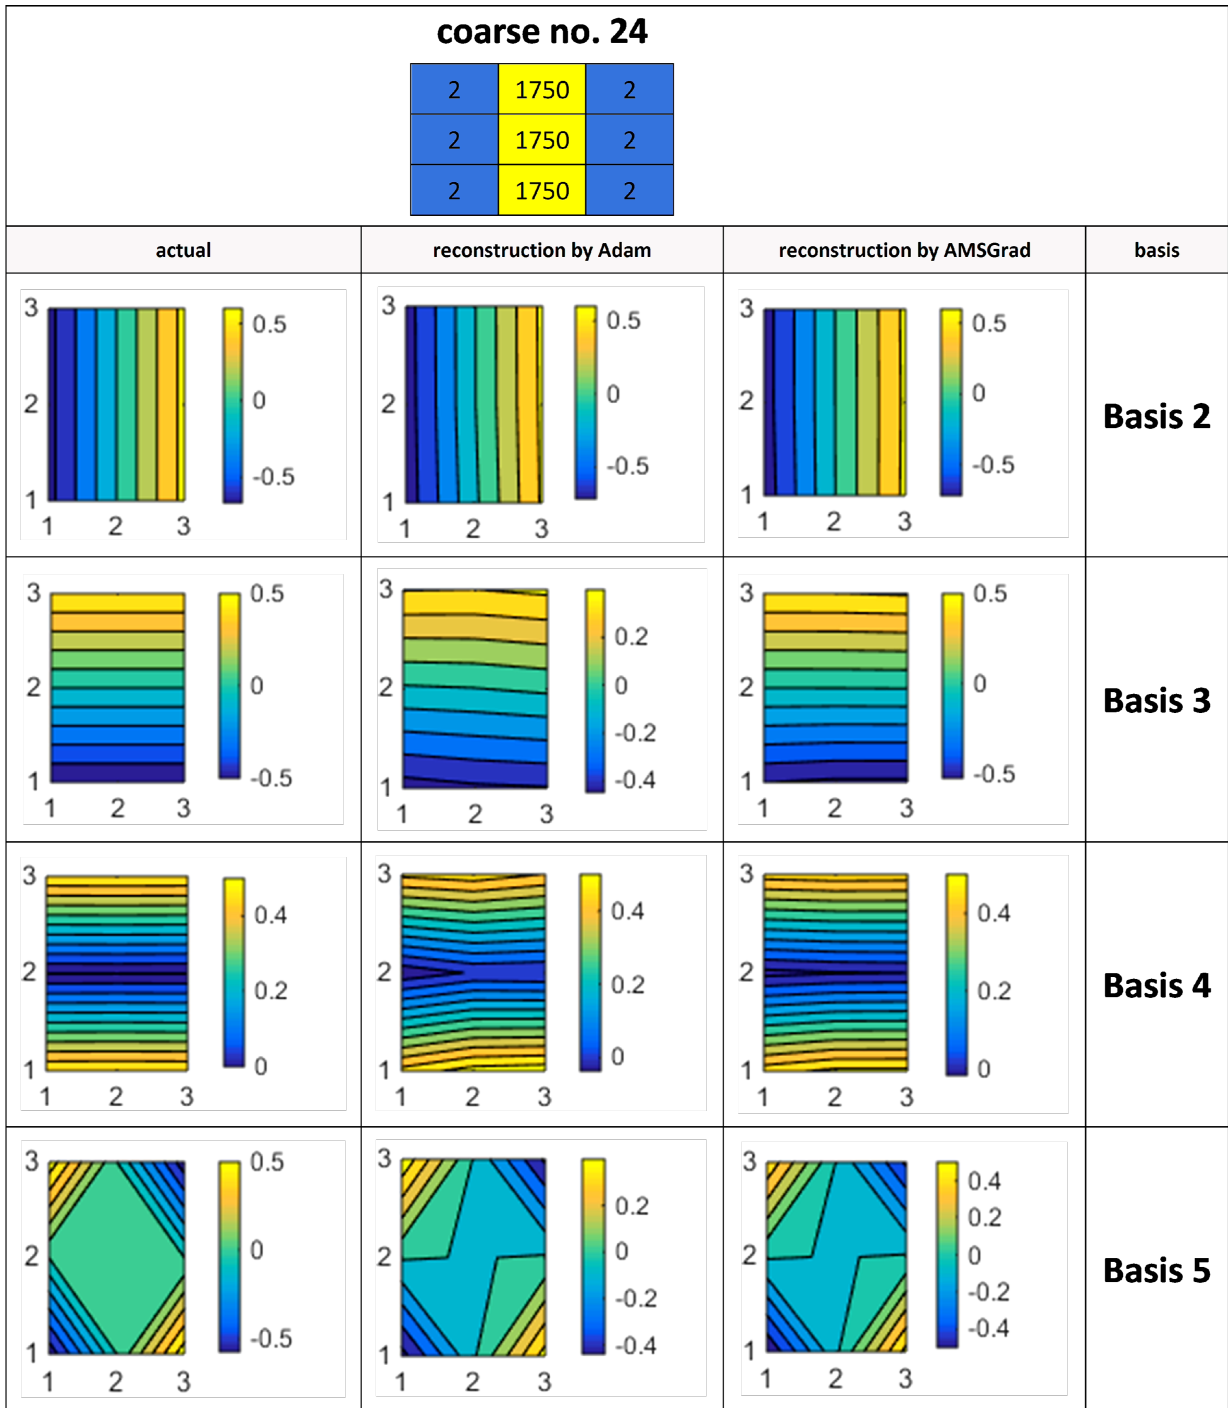 coarse no. 24
2 1750 2
2 1750 2
2 1750 2
actual reconstruction by Adam reconstruction by AMSGrad basis
3 2 1 1 2 3 0.5 0 -0.5
3 2 1 1 2 3 0.5 0 -0.5
3 2 1 1 2 3 0.5 0 -0.5
Basis 2
3 2 1 1 2 3 0.5 0 -0.5
3 2 1 1 2 3 0.2 0 -0.2 -0.4
3 2 1 1 2 3 0.5 0 -0.5
Basis 3
3 2 1 1 2 3 0.4 0.2 0
3 2 1 1 2 3 0.4 0.2 0
3 2 1 1 2 3 0.4 0.2 0
Basis 4
3 2 1 1 2 3 0.5 0 -0.5
3 2 1 1 2 3 0.2 0 -0.2 -0.4
3 2 1 1 2 3 0.4 0.2 0 -0.2 -0.4
Basis 5